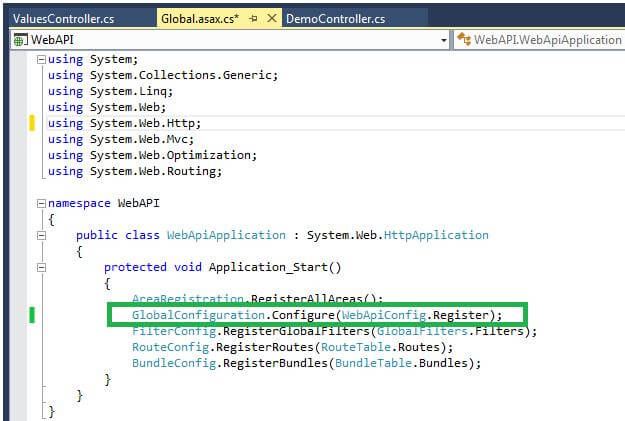 ValuesController.cs Global.asax.cs* DemoController.cs
WebAPI WebAPI.WebApiApplication
using System;
using System.Collections.Generic;
using System.Linq;
using System.Web;
using System.Web.Http;
using System.Web.Mvc;
using System.Web.Optimization;
using System.Web.Routing;
namespace WebAPI
{
public class WebApiApplication : System.Web.HttpApplication
{
protected void Application_Start()
{
AreaRegistration.RegisterAllAreas();
GlobalConfiguration.Configure(WebApiConfig.Register);
FilterConfig.RegisterGlobalFilters(GlobalFilters.Filters);
RouteConfig.RegisterRoutes(RouteTable.Routes);
BundleConfig.RegisterBundles(BundleTable.Bundles);
}
}
}